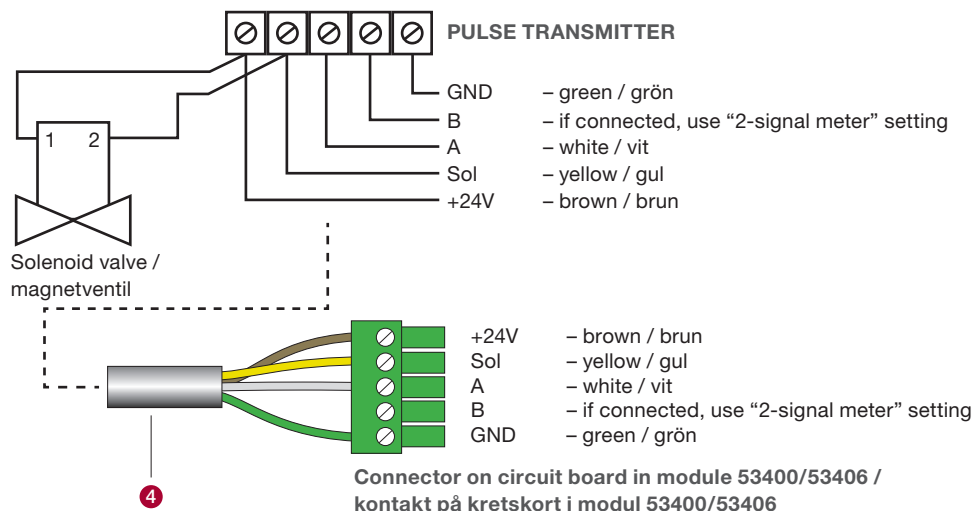 PULSE TRANSMITTER
GND – green / grön
B – if connected, use “2-signal meter” setting
A – white / vit
Sol – yellow / gul
+24V – brown / brun
1 2
Solenoid valve /
magnetventil
+24V – brown / brun
Sol – yellow / gul
A – white / vit
B – if connected, use “2-signal meter” setting
GND – green / grön
4
Connector on circuit board in module 53400/53406 /
kontakt på kretskort i modul 53400/53406